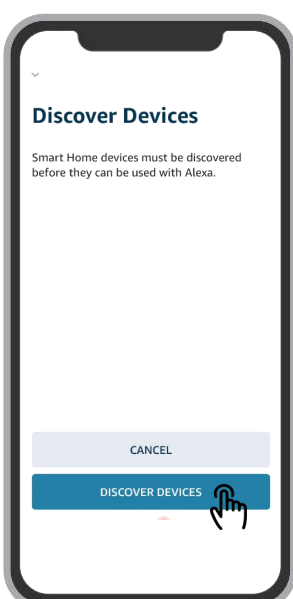 Discover Devices
Smart Home devices must be discovered
before they can be used with Alexa.
CANCEL
DISCOVER DEVICES